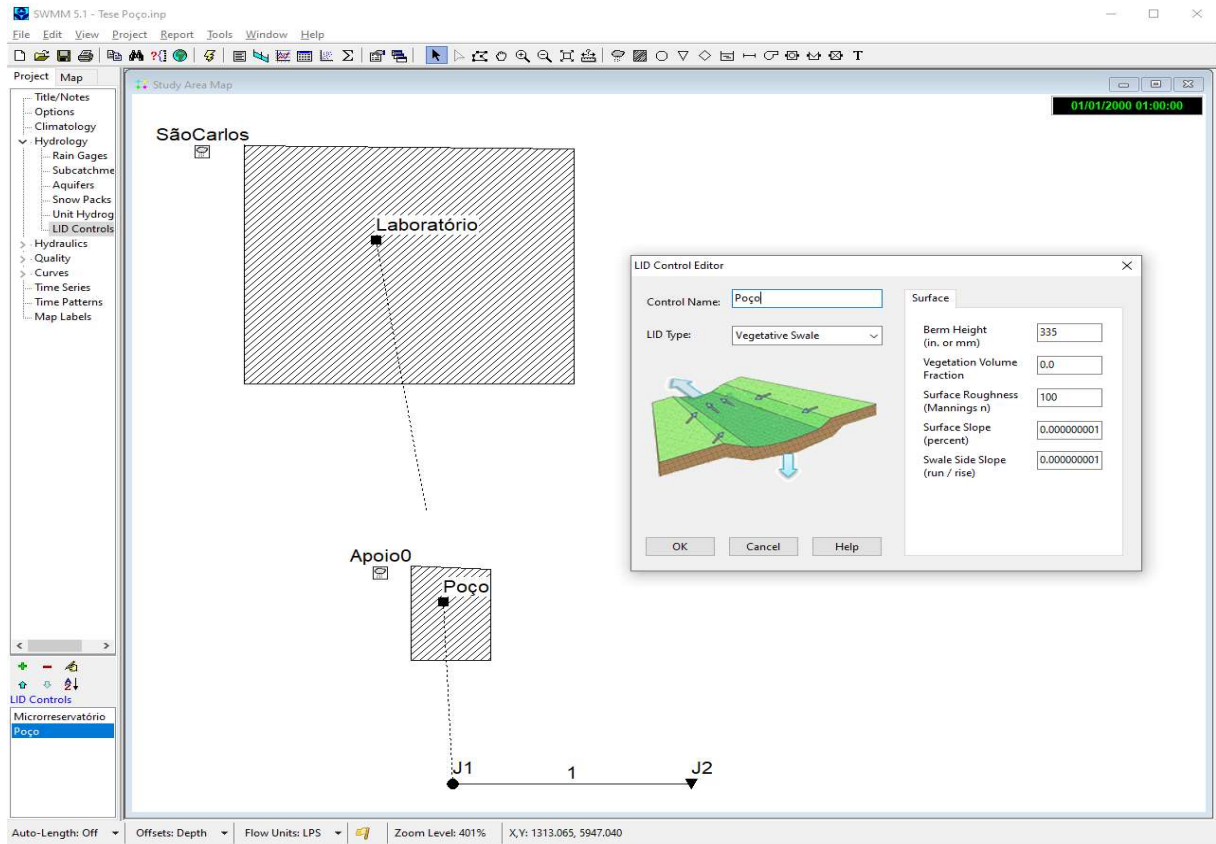 SWMM 5.1 - Tese Poço.inp
File Edit View Project Report Tools Window Help
Project Map
Title/Notes
Options
Climatology
Hydrology
Rain Gages
Subcatchme
Aquifers
Snow Packs
Unit Hydrog
LID Controls
Hydraulics
Quality
Curves
Time Series
Time Patterns
Map Labels
LID Controls
Microrreservatório
Poço
Study Area Map
01/01/2000 01:00:00
SãoCarlos
Laboratório
Apoio0
Poço
J1
1
J2
LID Control Editor
Control Name: Poço
LID Type: Vegetative Swale
Surface
Berm Height
(in. or mm)
335
Vegetation Volume
Fraction
0.0
Surface Roughness
(Mannings n)
100
Surface Slope
(percent)
0.000000001
Swale Side Slope
(run / rise)
0.000000001
OK Cancel Help
Auto-Length: Off Offsets: Depth Flow Units: LPS Zoom Level: 401% X,Y: 1313.065, 5947.040